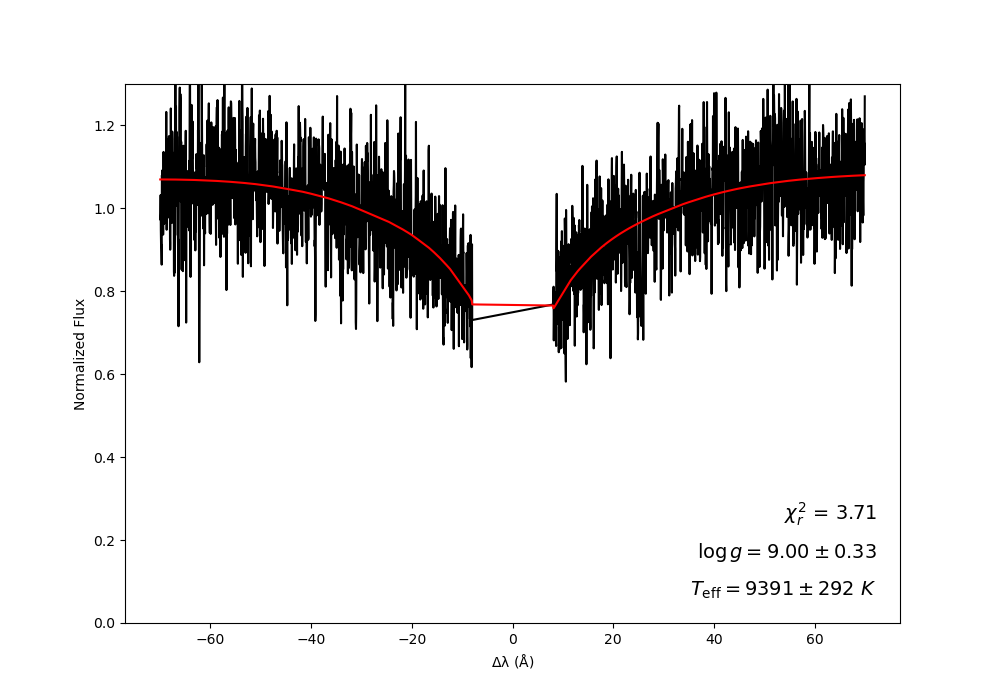 1.2
1.0
0.8
0.6
0.4
0.2
0.0
Normalized Flux
χ²ᵣ = 3.71
log g = 9.00 ± 0.33
T_eff = 9391 ± 292 K
−60 −40 −20 0 20 40 60
Δλ (Å)